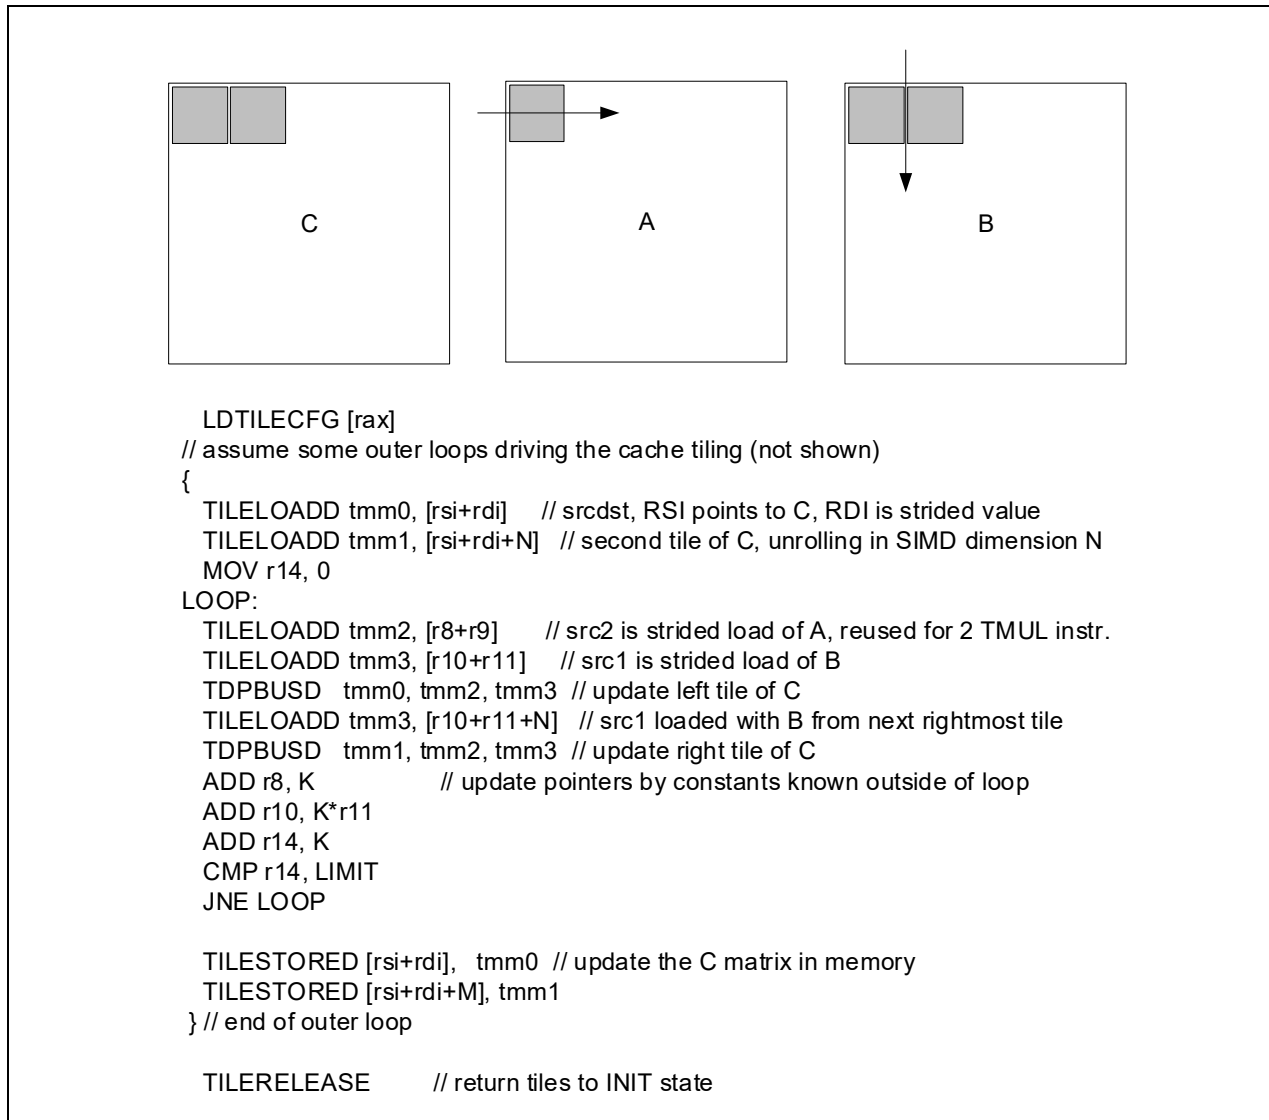 C
A
B
LDTILECFG [rax]
// assume some outer loops driving the cache tiling (not shown)
{
TILELOADD tmm0, [rsi+rdi] // srcdst, RSI points to C, RDI is strided value
TILELOADD tmm1, [rsi+rdi+N] // second tile of C, unrolling in SIMD dimension N
MOV r14, 0
LOOP:
TILELOADD tmm2, [r8+r9] // src2 is strided load of A, reused for 2 TMUL instr.
TILELOADD tmm3, [r10+r11] // src1 is strided load of B
TDPBUSD tmm0, tmm2, tmm3 // update left tile of C
TILELOADD tmm3, [r10+r11+N] // src1 loaded with B from next rightmost tile
TDPBUSD tmm1, tmm2, tmm3 // update right tile of C
ADD r8, K // update pointers by constants known outside of loop
ADD r10, K*r11
ADD r14, K
CMP r14, LIMIT
JNE LOOP
TILESTORED [rsi+rdi], tmm0 // update the C matrix in memory
TILESTORED [rsi+rdi+M], tmm1
} // end of outer loop
TILERELEASE // return tiles to INIT state